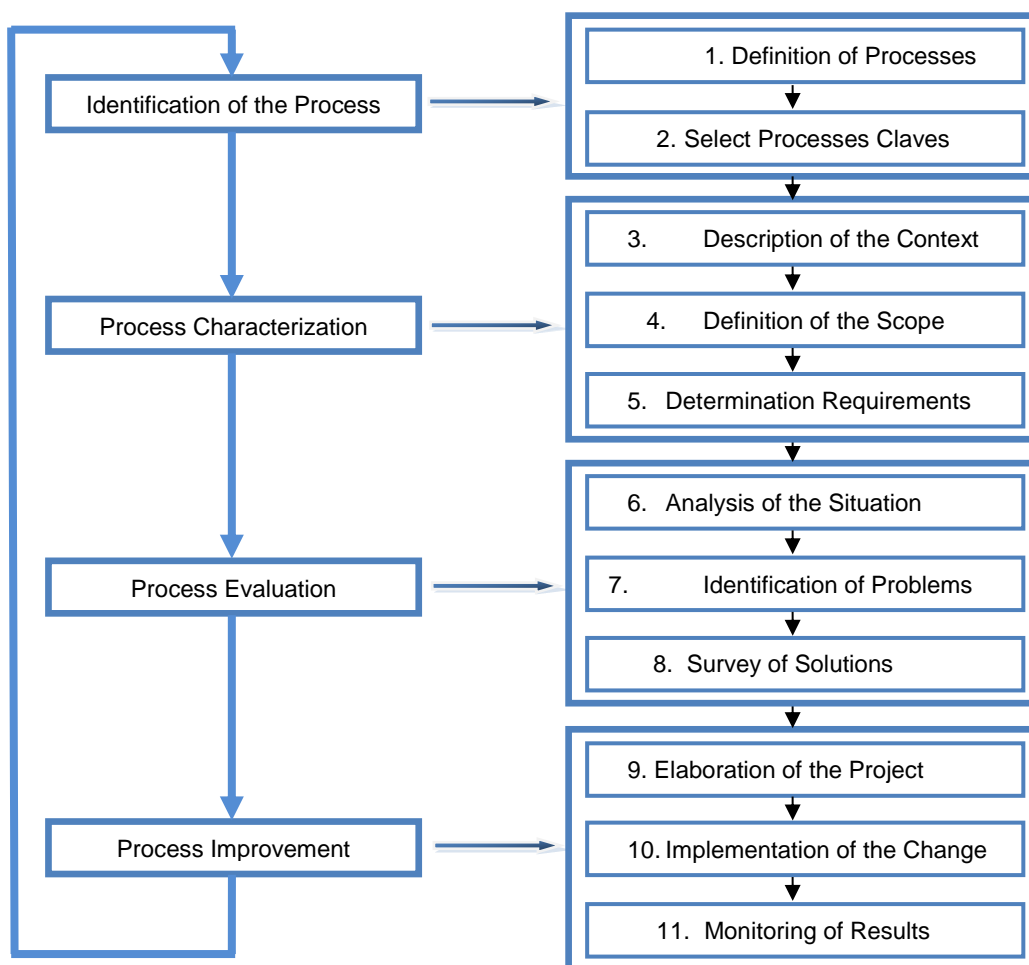 1. Definition of Processes
Identification of the Process
2. Select Processes Claves
3. Description of the Context
Process Characterization
4. Definition of the Scope
5. Determination Requirements
6. Analysis of the Situation
Process Evaluation
7. Identification of Problems
8. Survey of Solutions
9. Elaboration of the Project
Process Improvement
10. Implementation of the Change
11. Monitoring of Results